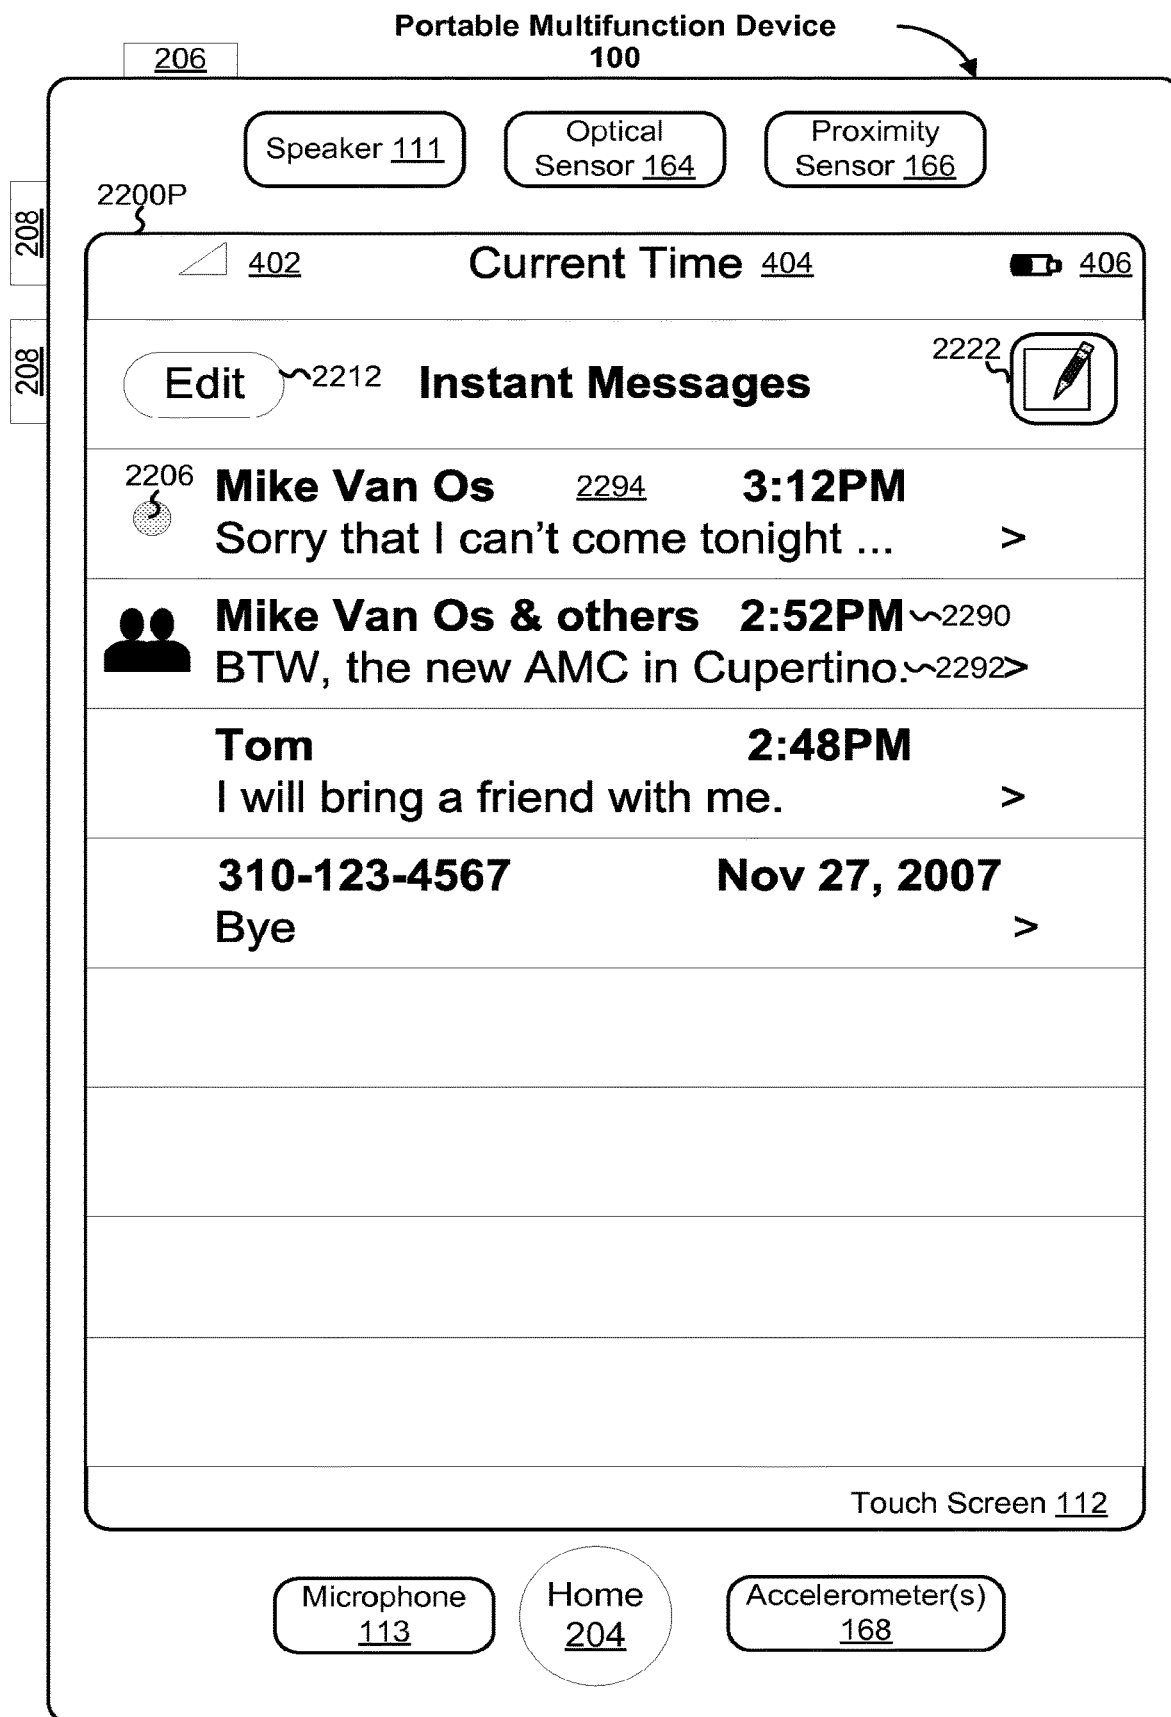 Portable Multifunction Device
100
206
Speaker 111
Optical
Sensor 164
Proximity
Sensor 166
208
2200P
402 Current Time 404 406
208
Edit 2212 Instant Messages 2222
2206 Mike Van Os 2294 3:12PM
Sorry that I can't come tonight ... >
Mike Van Os & others 2:52PM 2290
BTW, the new AMC in Cupertino. 2292 >
Tom 2:48PM
I will bring a friend with me. >
310-123-4567 Nov 27, 2007
Bye >
Touch Screen 112
Microphone
113
Home
204
Accelerometer(s)
168